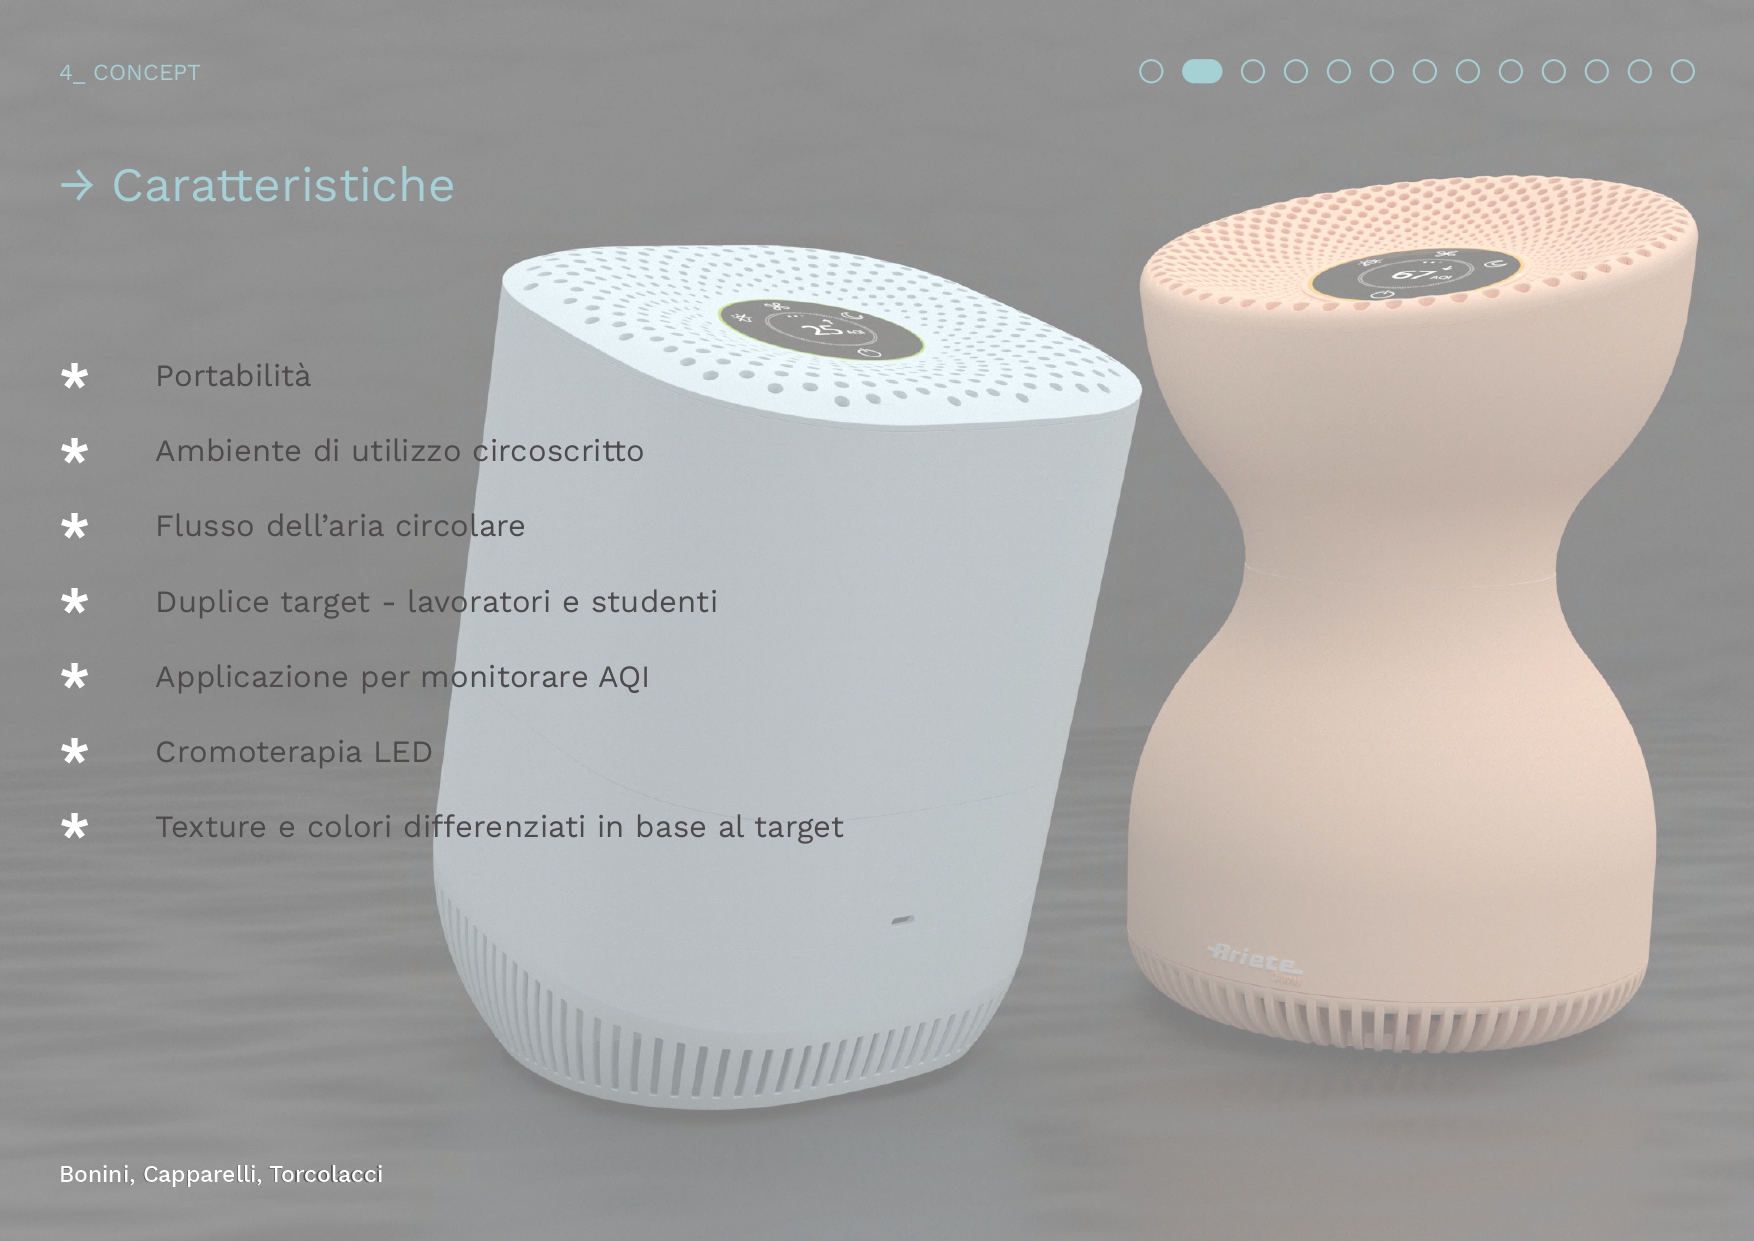 4_ CONCEPT
→ Caratteristiche
* Portabilità
* Ambiente di utilizzo circoscritto
* Flusso dell’aria circolare
* Duplice target - lavoratori e studenti
* Applicazione per monitorare AQI
* Cromoterapia LED
* Texture e colori differenziati in base al target
25 AQI
67 AQI
Ariete
Bonini, Capparelli, Torcolacci